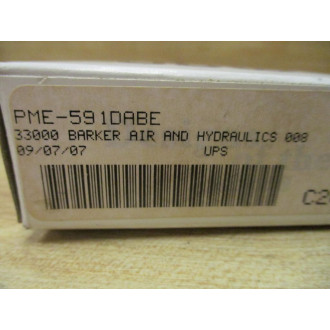 PME-591DABE
33000 BARKER AIR AND HYDRAULICS 008
09/07/07 UPS
C2